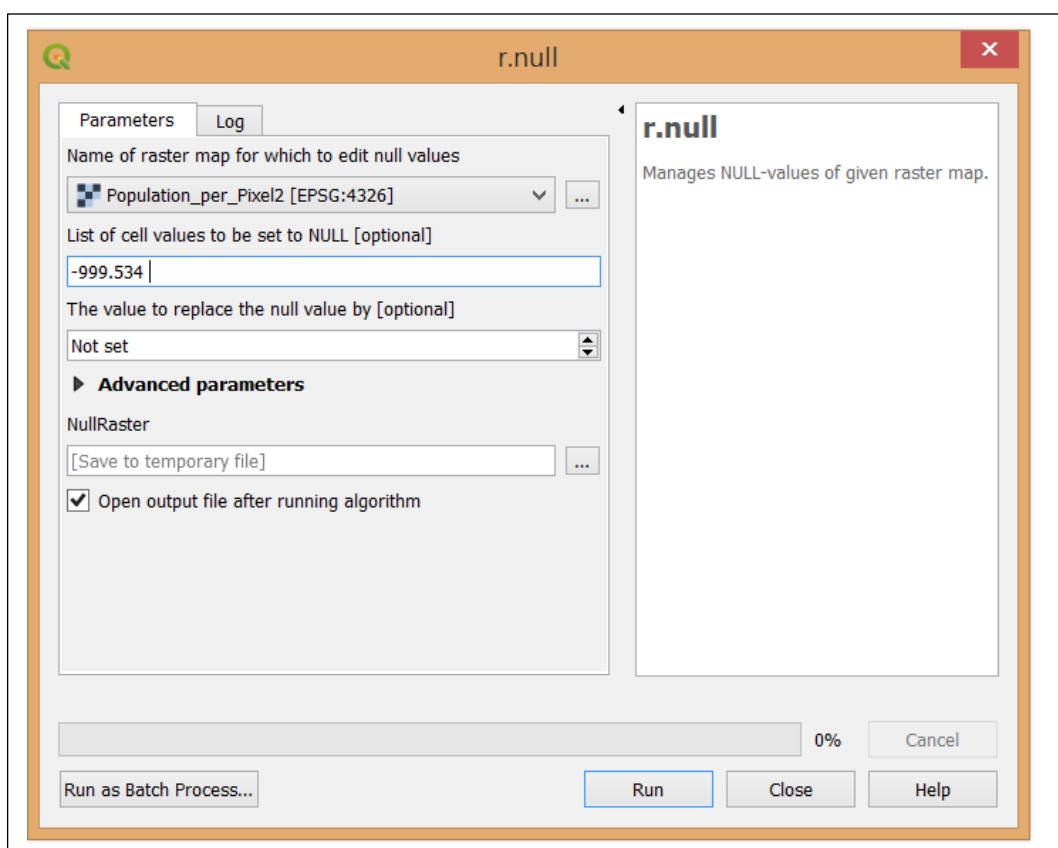 r.null
Parameters
Log
Name of raster map for which to edit null values
Population_per_Pixel2 [EPSG:4326]
...
List of cell values to be set to NULL [optional]
-999.534
The value to replace the null value by [optional]
Not set
Advanced parameters
NullRaster
[Save to temporary file]
...
Open output file after running algorithm
r.null
Manages NULL-values of given raster map.
0%
Cancel
Run as Batch Process...
Run
Close
Help